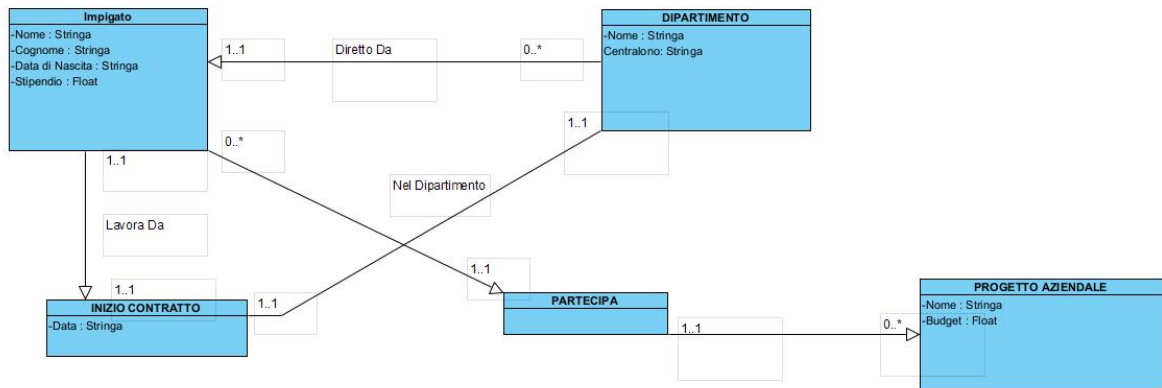 Impigato
-Nome : Stringa
-Cognome : Stringa
-Data di Nascita : Stringa
-Stipendio : Float
1..1
Diretto Da
0..*
DIPARTIMENTO
-Nome : Stringa
Centralono: Stringa
1..1
0..*
1..1
Nel Dipartimento
Lavora Da
1..1
1..1
1..1
INIZIO CONTRATTO
-Data : Stringa
PARTECIPA
1..1
0..*
PROGETTO AZIENDALE
-Nome : Stringa
-Budget : Float